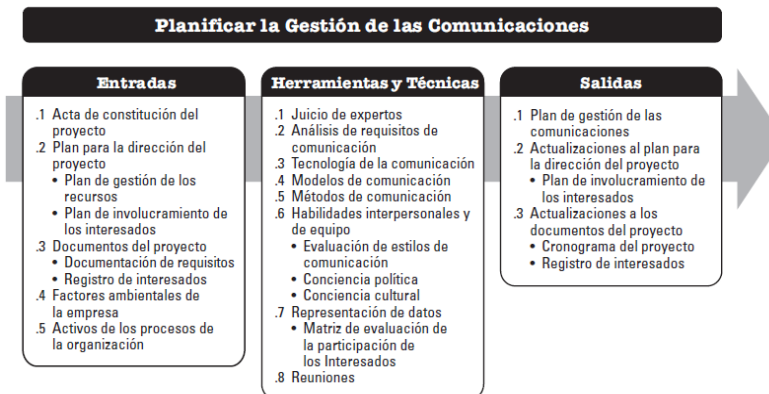 Planificar la Gestión de las Comunicaciones
Entradas
.1 Acta de constitución del
proyecto
.2 Plan para la dirección del
proyecto
• Plan de gestión de los
recursos
• Plan de involucramiento de
los interesados
.3 Documentos del proyecto
• Documentación de requisitos
• Registro de interesados
.4 Factores ambientales de
la empresa
.5 Activos de los procesos de
la organización
Herramientas y Técnicas
.1 Juicio de expertos
.2 Análisis de requisitos de
comunicación
.3 Tecnología de la comunicación
.4 Modelos de comunicación
.5 Métodos de comunicación
.6 Habilidades interpersonales y
de equipo
• Evaluación de estilos de
comunicación
• Conciencia política
• Conciencia cultural
.7 Representación de datos
• Matriz de evaluación de
la participación de
los Interesados
.8 Reuniones
Salidas
.1 Plan de gestión de las
comunicaciones
.2 Actualizaciones al plan para
la dirección del proyecto
• Plan de involucramiento de
los interesados
.3 Actualizaciones a los
documentos del proyecto
• Cronograma del proyecto
• Registro de interesados